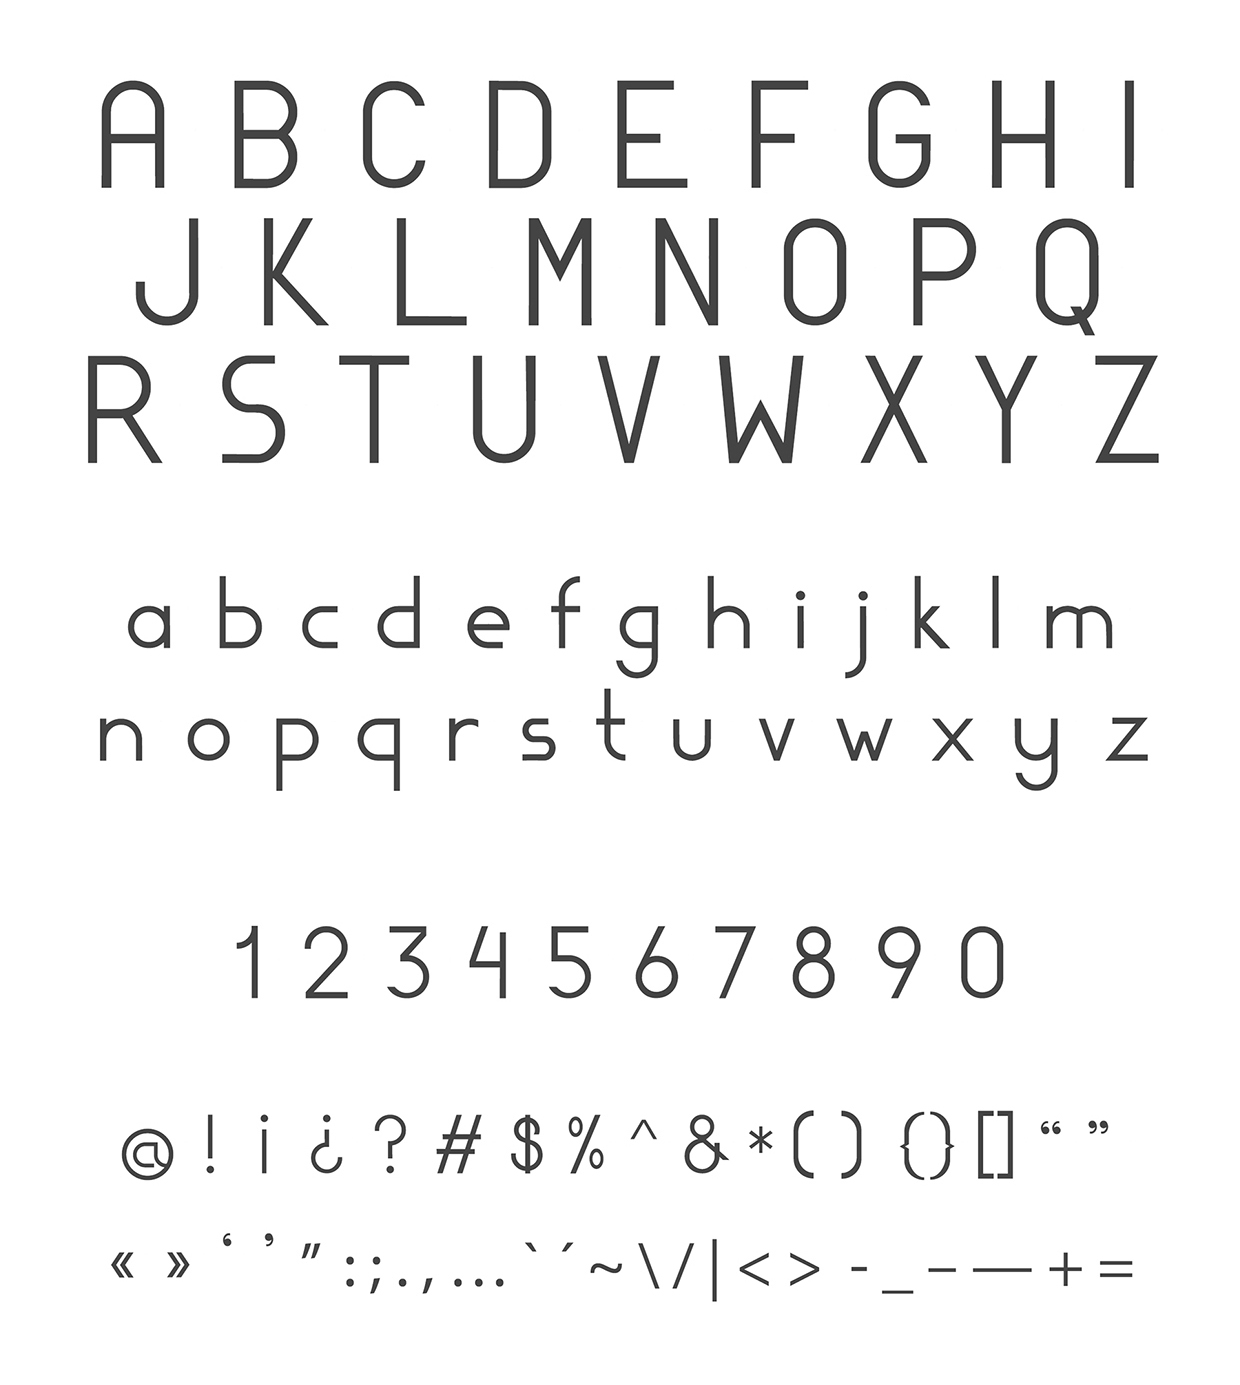 A B C D E F G H I
J K L M N O P Q
R S T U V W X Y Z
a b c d e f g h i j k l m
n o p q r s t u v w x y z
1 2 3 4 5 6 7 8 9 0
@ ! ¡ ¿ ? # $ % ^ & * ( ) { } [ ] “ ”
« » ‘ ’ " : ; . , … ` ´ ~ \ / | < > - _ – — + =